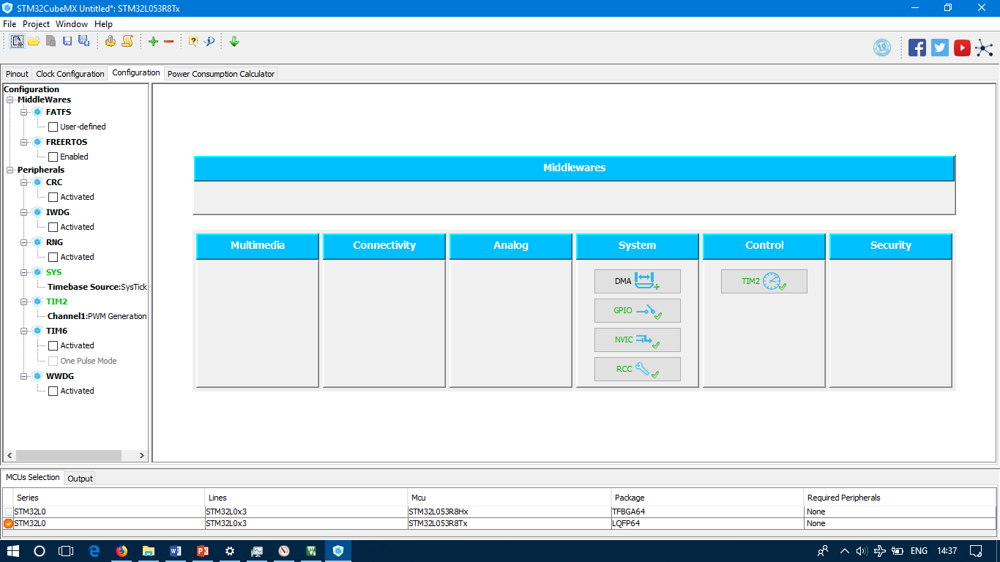 STM32CubeMX Untitled*: STM32L053R8Tx
File Project Window Help
10
Pinout Clock Configuration Configuration Power Consumption Calculator
Configuration
MiddleWares
FATFS
User-defined
FREERTOS
Enabled
Peripherals
CRC
Activated
IWDG
Activated
RNG
Activated
SYS
Timebase Source:SysTick
TIM2
Channel1:PWM Generation
TIM6
Activated
One Pulse Mode
WWDG
Activated
Middlewares
Multimedia Connectivity Analog System Control Security
DMA
GPIO
NVIC
RCC
TIM2
MCUs Selection Output
Series Lines Mcu Package Required Peripherals
STM32L0 STM32L0x3 STM32L053R8Hx TFBGA64 None
STM32L0 STM32L0x3 STM32L053R8Tx LQFP64 None
ENG 14:37